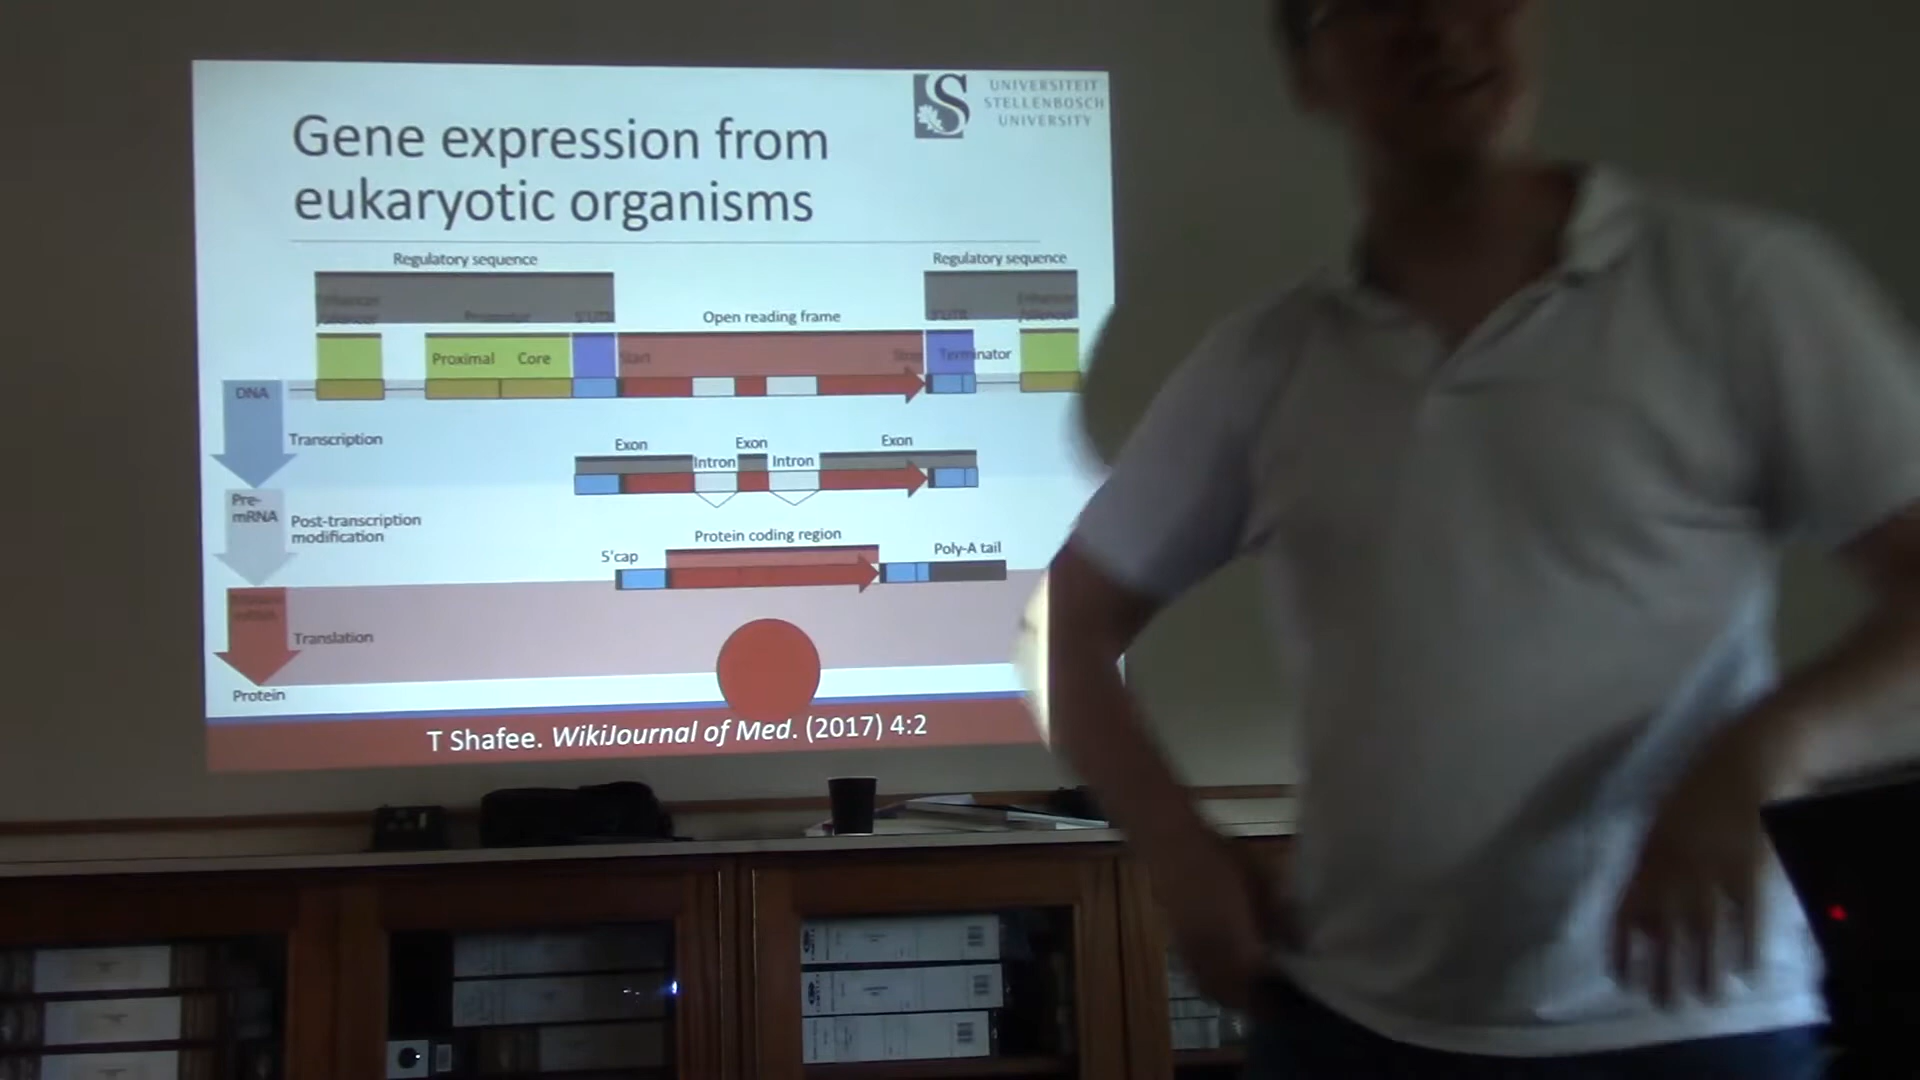 UNIVERSITEIT
STELLENBOSCH
UNIVERSITY
Gene expression from
eukaryotic organisms
Regulatory sequence
Regulatory sequence
Open reading frame
Proximal
Core
Start
Terminator
DNA
Transcription
Exon
Exon
Exon
Intron
Intron
Pre-
mRNA
Post-transcription
modification
Protein coding region
5'cap
Poly-A tail
Translation
Protein
T Shafee. WikiJournal of Med. (2017) 4:2